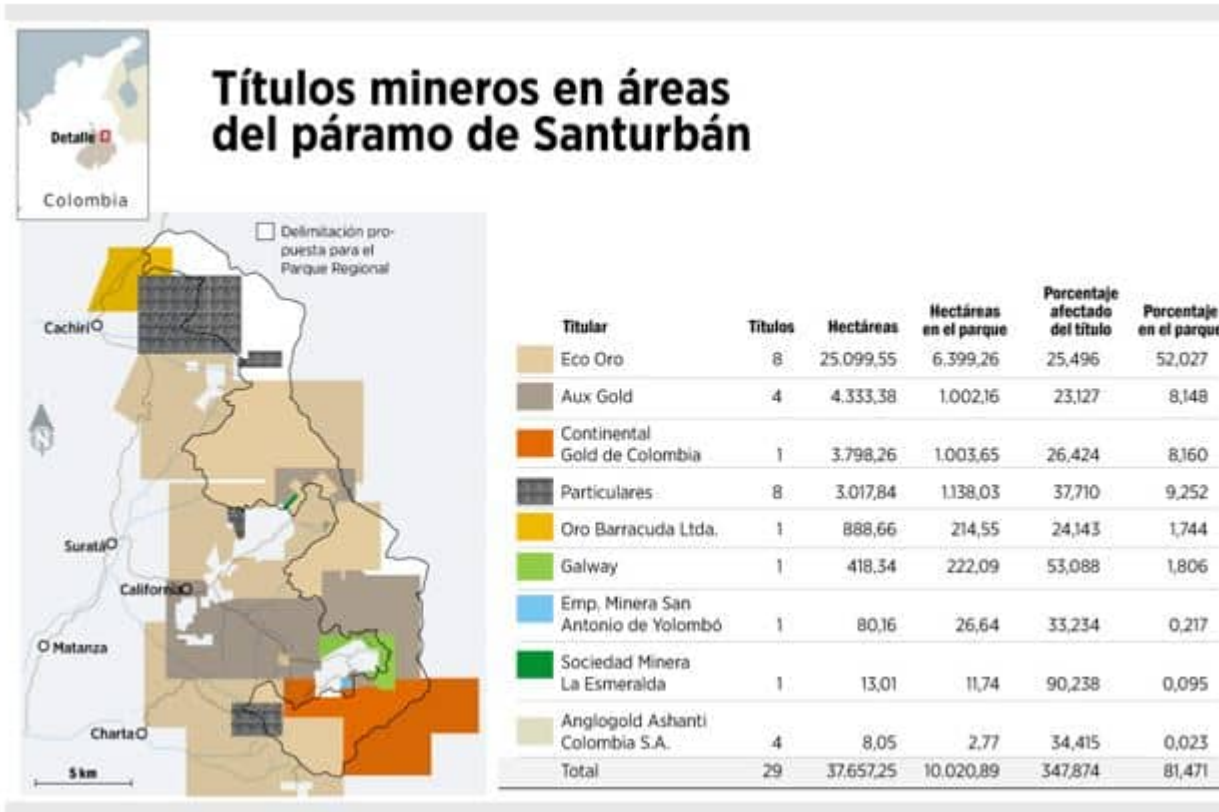 Títulos mineros en áreas
del páramo de Santurbán
Detalle
Colombia
Delimitación pro-
puesta para el
Parque Regional
Cachirí
N
Suratá
California
Matanza
Charta
5 km
Titular Títulos Hectáreas Hectáreas en el parque Porcentaje afectado del título Porcentaje en el parque
Eco Oro 8 25.099,55 6.399,26 25,496 52,027
Aux Gold 4 4.333,38 1.002,16 23,127 8,148
Continental
Gold de Colombia 1 3.798,26 1.003,65 26,424 8,160
Particulares 8 3.017,84 1.138,03 37,710 9,252
Oro Barracuda Ltda. 1 888,66 214,55 24,143 1,744
Galway 1 418,34 222,09 53,088 1,806
Emp. Minera San
Antonio de Yolombó 1 80,16 26,64 33,234 0,217
Sociedad Minera
La Esmeralda 1 13,01 11,74 90,238 0,095
Anglogold Ashanti
Colombia S.A. 4 8,05 2,77 34,415 0,023
Total 29 37.657,25 10.020,89 347,874 81,471